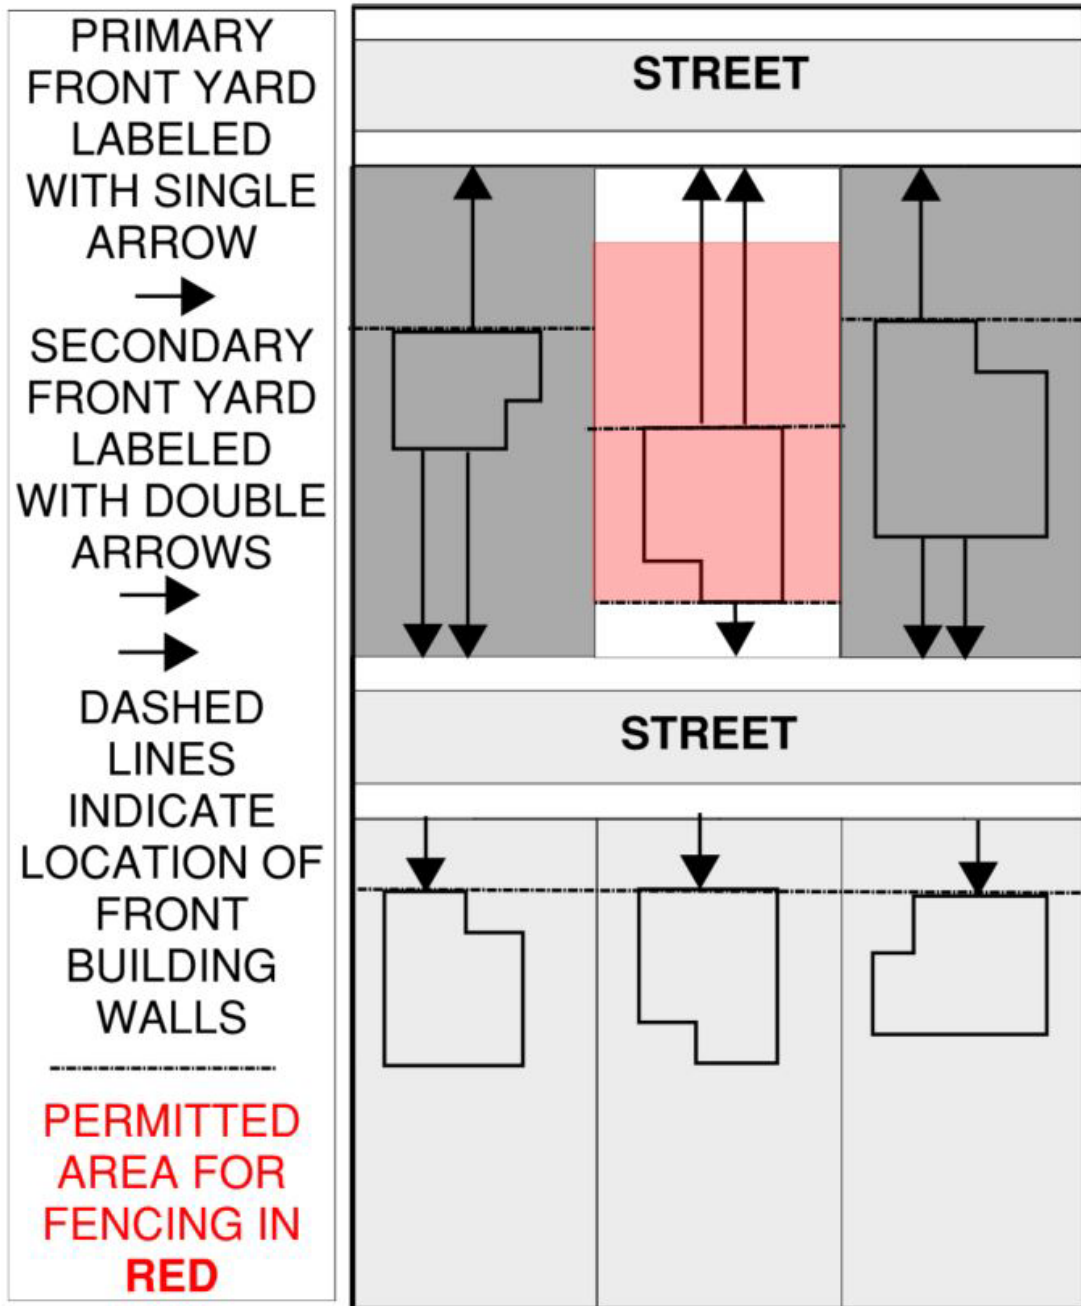 PRIMARY
FRONT YARD
LABELED
WITH SINGLE
ARROW
SECONDARY
FRONT YARD
LABELED
WITH DOUBLE
ARROWS
DASHED
LINES
INDICATE
LOCATION OF
FRONT
BUILDING
WALLS
PERMITTED
AREA FOR
FENCING IN
RED
STREET
STREET